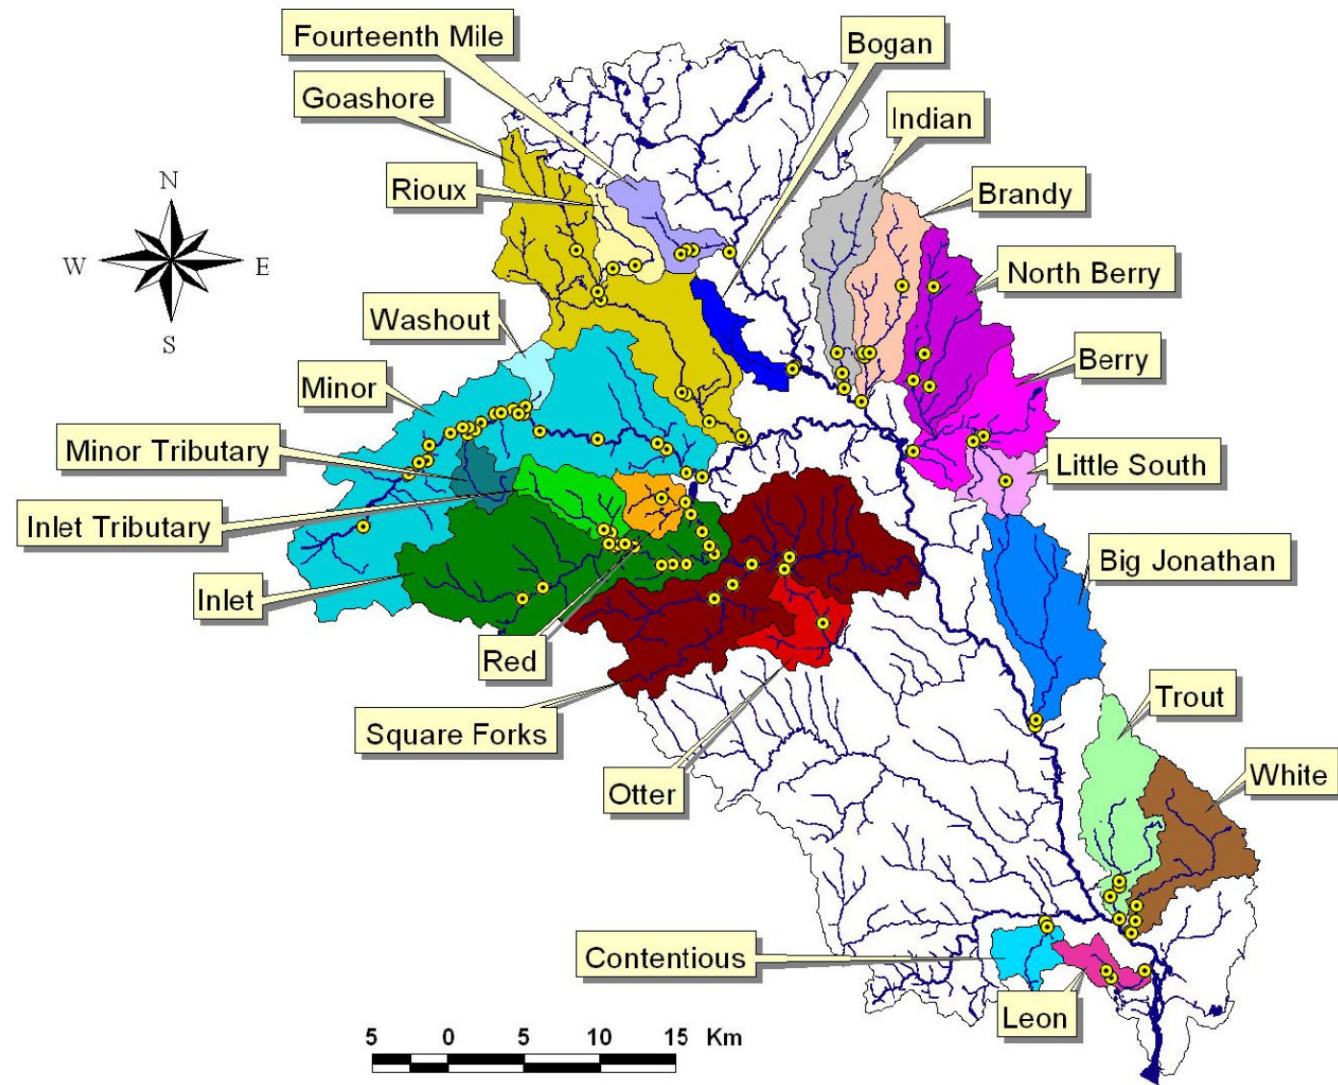 Fourteenth Mile
Bogan
Goashore
Indian
Rioux
Brandy
N
W
E
S
North Berry
Washout
Berry
Minor
Minor Tributary
Little South
Inlet Tributary
Big Jonathan
Inlet
Red
Trout
Square Forks
White
Otter
Contentious
Leon
5 0 5 10 15 Km